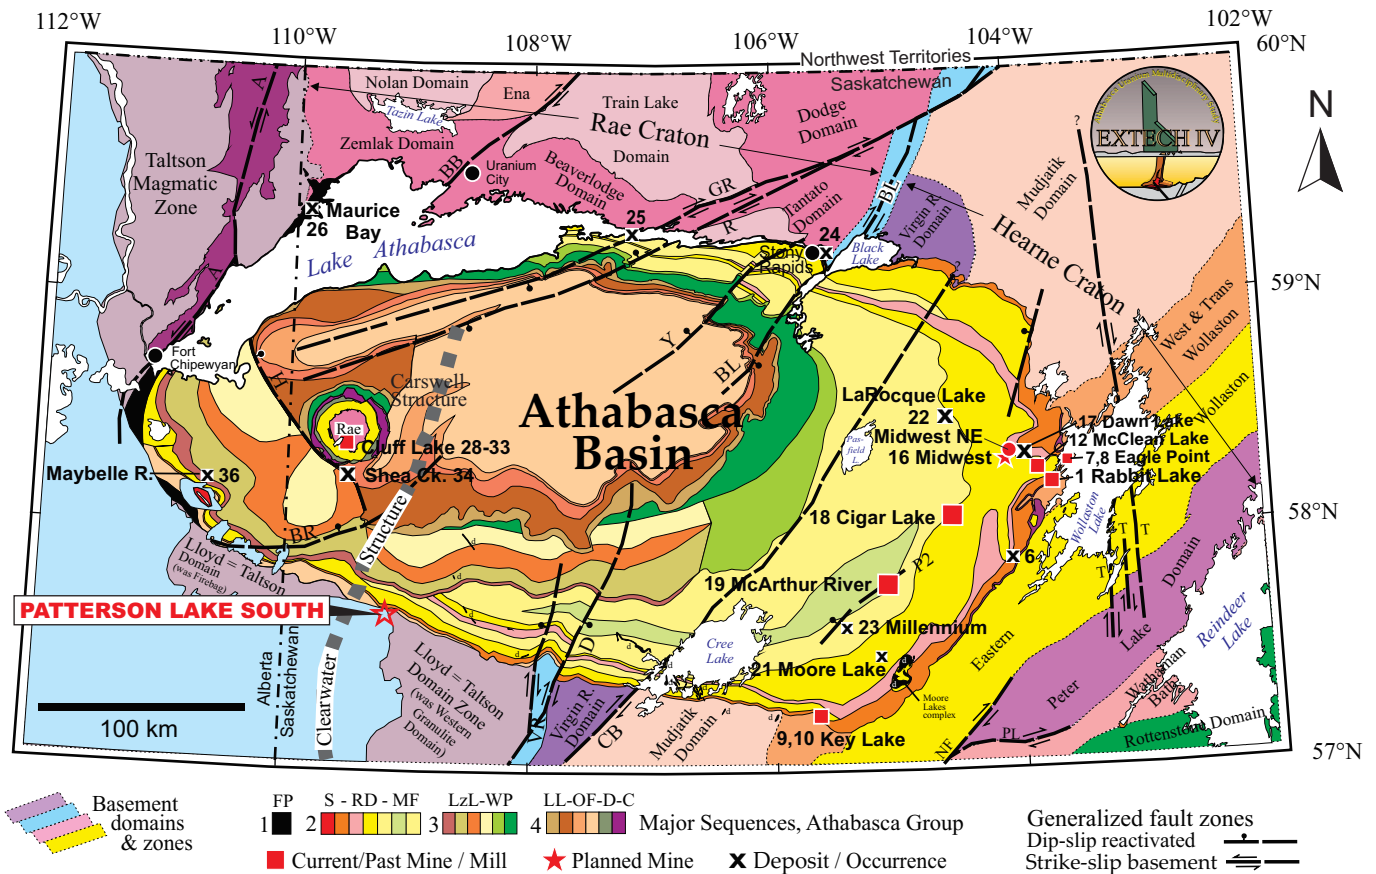 112°W
110°W
108°W
106°W
104°W
102°W
60°N
Northwest Territories
Saskatchewan
Nolan Domain
Ena
Tazin Lake
Train Lake
Domain
Rae Craton
Dodge
Domain
Zemlak Domain
Beaverlodge
Domain
Uranium
City
BB
Taltson
Magmatic
Zone
A
A
EXTECH IV
N
Mudjatik
Domain
?
Maurice
Bay
26
Lake Athabasca
25
GR
R
Tantato
Domain
24
Stony
Rapids
BL
Black
Lake
Virgin R.
Domain
?
Hearne Craton
59°N
West & Trans
Wollaston
Wollaston
Fort
Chipewyan
H
Carswell
Structure
Rae
Cluff Lake 28-33
Shea Ck. 34
Y
BL
Athabasca
Basin
LaRocque Lake
22
Midwest NE
16 Midwest
Pas-
field
L.
17 Dawn Lake
12 McClean Lake
7,8 Eagle Point
1 Rabbit Lake
Maybelle R.
36
BR
58°N
18 Cigar Lake
Wollaston
Lake
6
T
T
T
P2
19 McArthur River
23 Millennium
21 Moore Lake
Cree
Lake
Moore
Lakes
complex
9,10 Key Lake
Eastern
Peter
Lake
Domain
Wathaman
Bath.
Reindeer
Lake
Rottenstone Domain
PL
NF
Lloyd = Taltson
Domain
(was Firebag)
PATTERSON LAKE SOUTH
Structure
Clearwater
Alberta
Saskatchewan
Lloyd = Taltson
Domain Zone
(was Western
Granulite
Domain)
d
d
d
d
d
d
d
d
D
VR
Virgin R.
Domain
CB
Mudjatik
Domain
100 km
57°N
Basement
domains
& zones
FP
1
S - RD - MF
2
LzL-WP
3
LL-OF-D-C
4
Major Sequences, Athabasca Group
Current/Past Mine / Mill
Planned Mine
x Deposit / Occurrence
Generalized fault zones
Dip-slip reactivated
Strike-slip basement